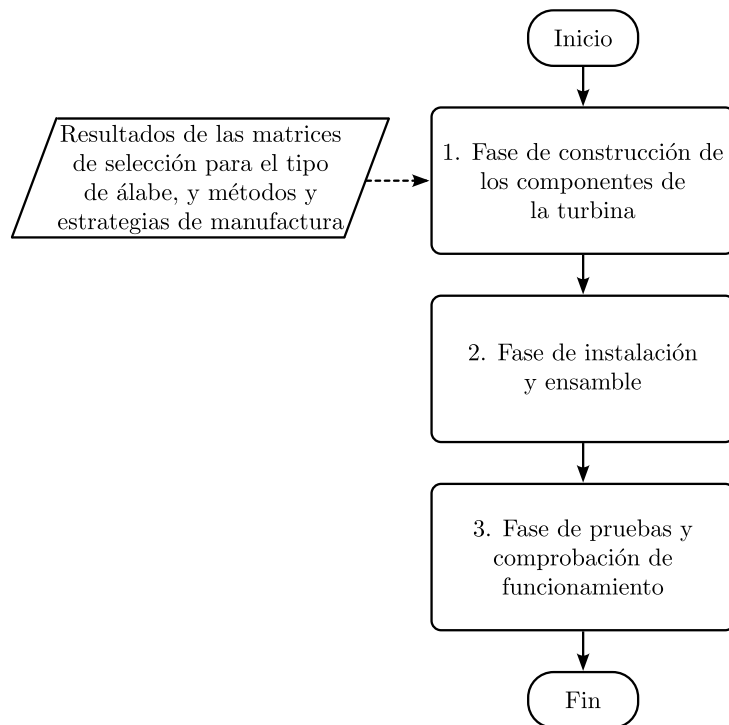 Inicio
Resultados de las matrices
de selección para el tipo
de álabe, y métodos y
estrategias de manufactura
1. Fase de construcción de
los componentes de
la turbina
2. Fase de instalación
y ensamble
3. Fase de pruebas y
comprobación de
funcionamiento
Fin